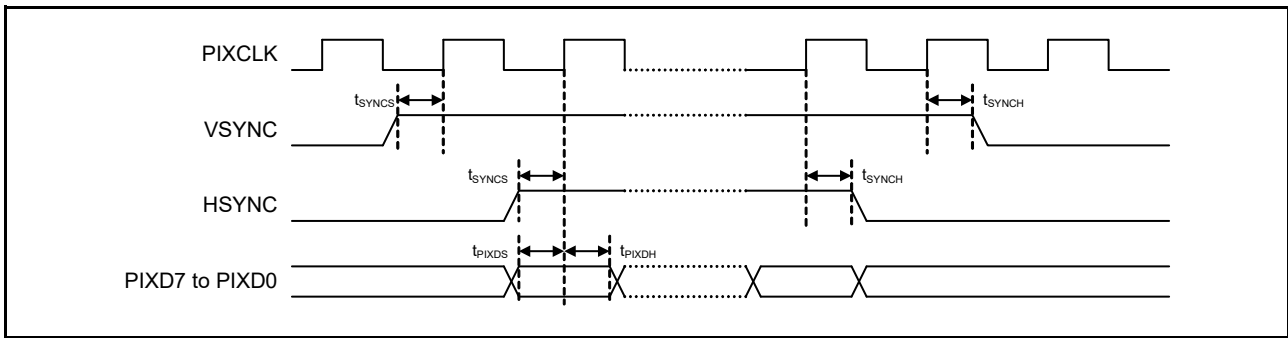 PIXCLK
tSYNCS
tSYNCH
VSYNC
tSYNCS
tSYNCH
HSYNC
tPIXDS
tPIXDH
PIXD7 to PIXD0